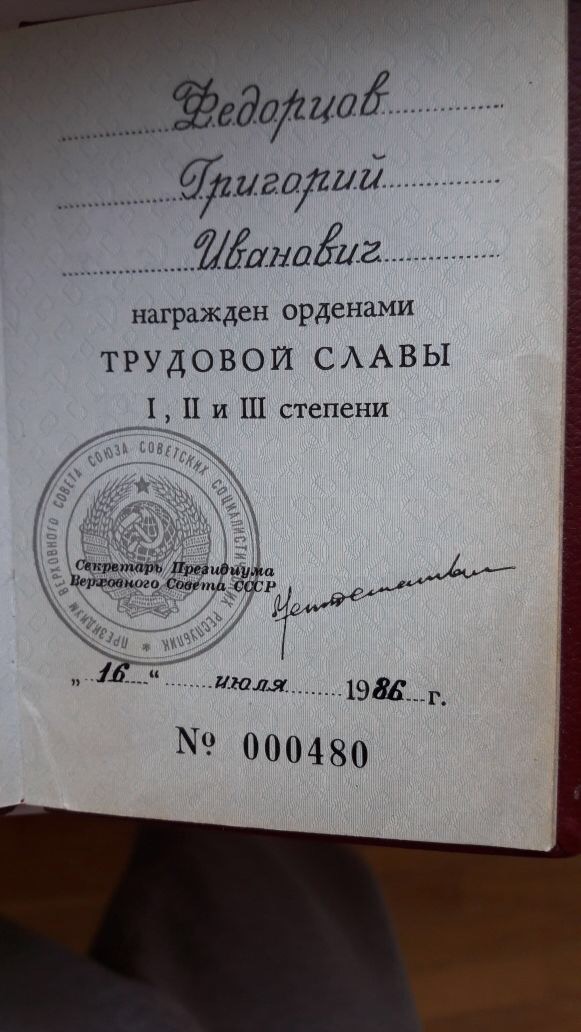 Федорцов
Григорий
Иванович
награжден орденами
ТРУДОВОЙ СЛАВЫ
I, II и III степени
ПРЕЗИДИУМ ВЕРХОВНОГО СОВЕТА СОЮЗА СОВЕТСКИХ СОЦИАЛИСТИЧЕСКИХ РЕСПУБЛИК
Секретарь Президиума
Верховного Совета СССР
„16“ июля 1986 г.
№ 000480